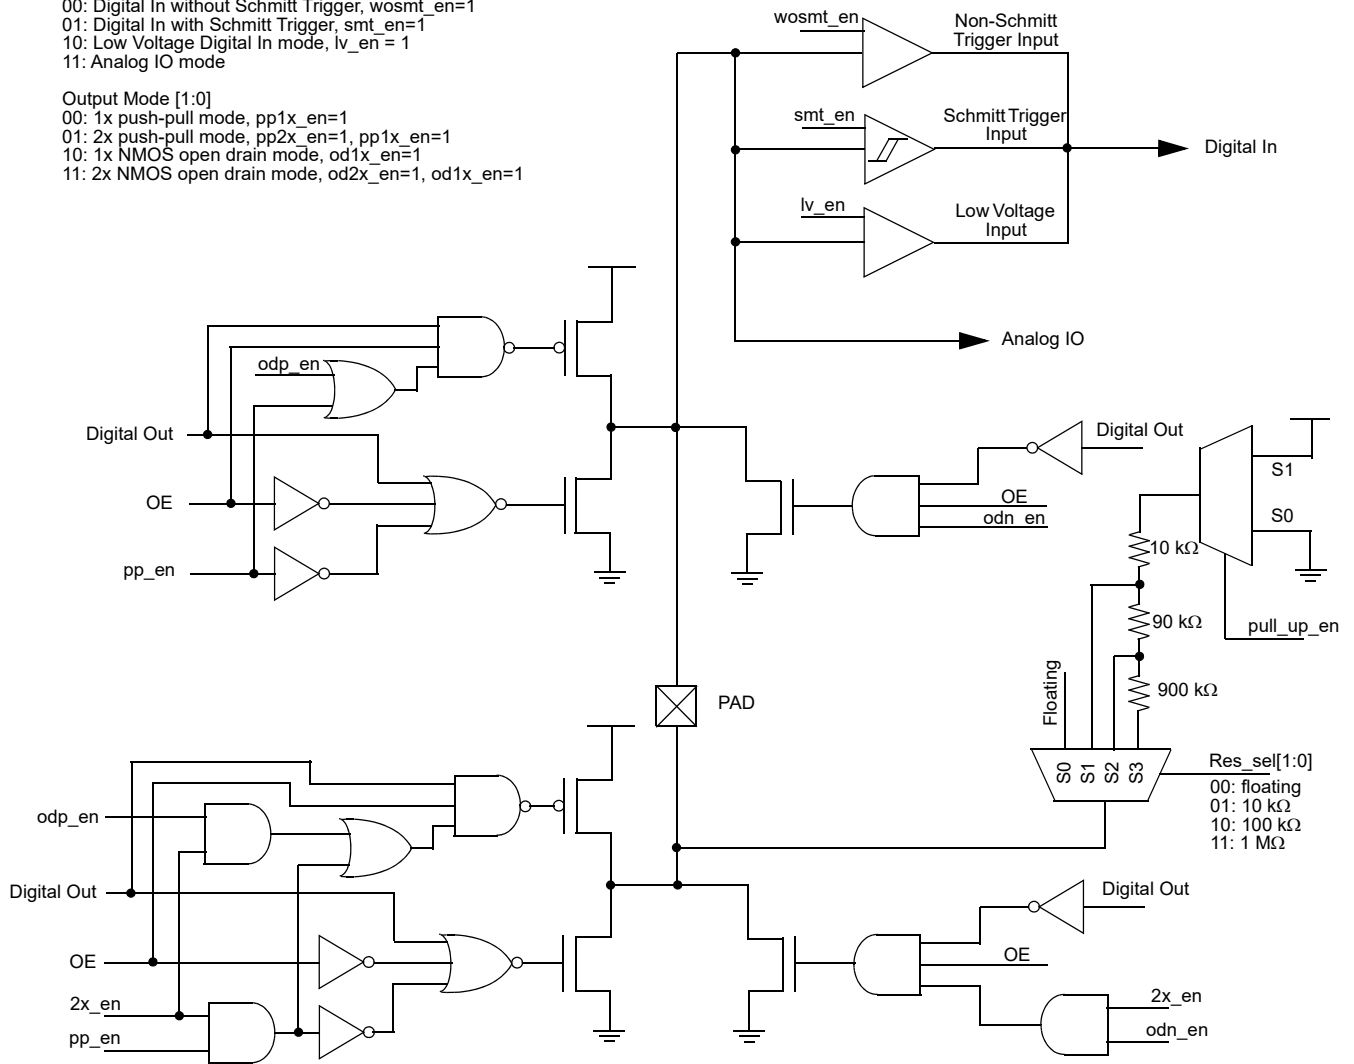 00: Digital In without Schmitt Trigger, wosmt_en=1
01: Digital In with Schmitt Trigger, smt_en=1
10: Low Voltage Digital In mode, lv_en = 1
11: Analog IO mode
Output Mode [1:0]
00: 1x push-pull mode, pp1x_en=1
01: 2x push-pull mode, pp2x_en=1, pp1x_en=1
10: 1x NMOS open drain mode, od1x_en=1
11: 2x NMOS open drain mode, od2x_en=1, od1x_en=1
wosmt_en
Non-Schmitt
Trigger Input
smt_en
Schmitt Trigger
Input
Digital In
lv_en
Low Voltage
Input
Analog IO
odp_en
Digital Out
OE
pp_en
Digital Out
OE
odn_en
S1
S0
10 kΩ
90 kΩ
900 kΩ
pull_up_en
Floating
S0
S1
S2
S3
Res_sel[1:0]
00: floating
01: 10 kΩ
10: 100 kΩ
11: 1 MΩ
PAD
odp_en
Digital Out
OE
2x_en
pp_en
Digital Out
OE
2x_en
odn_en